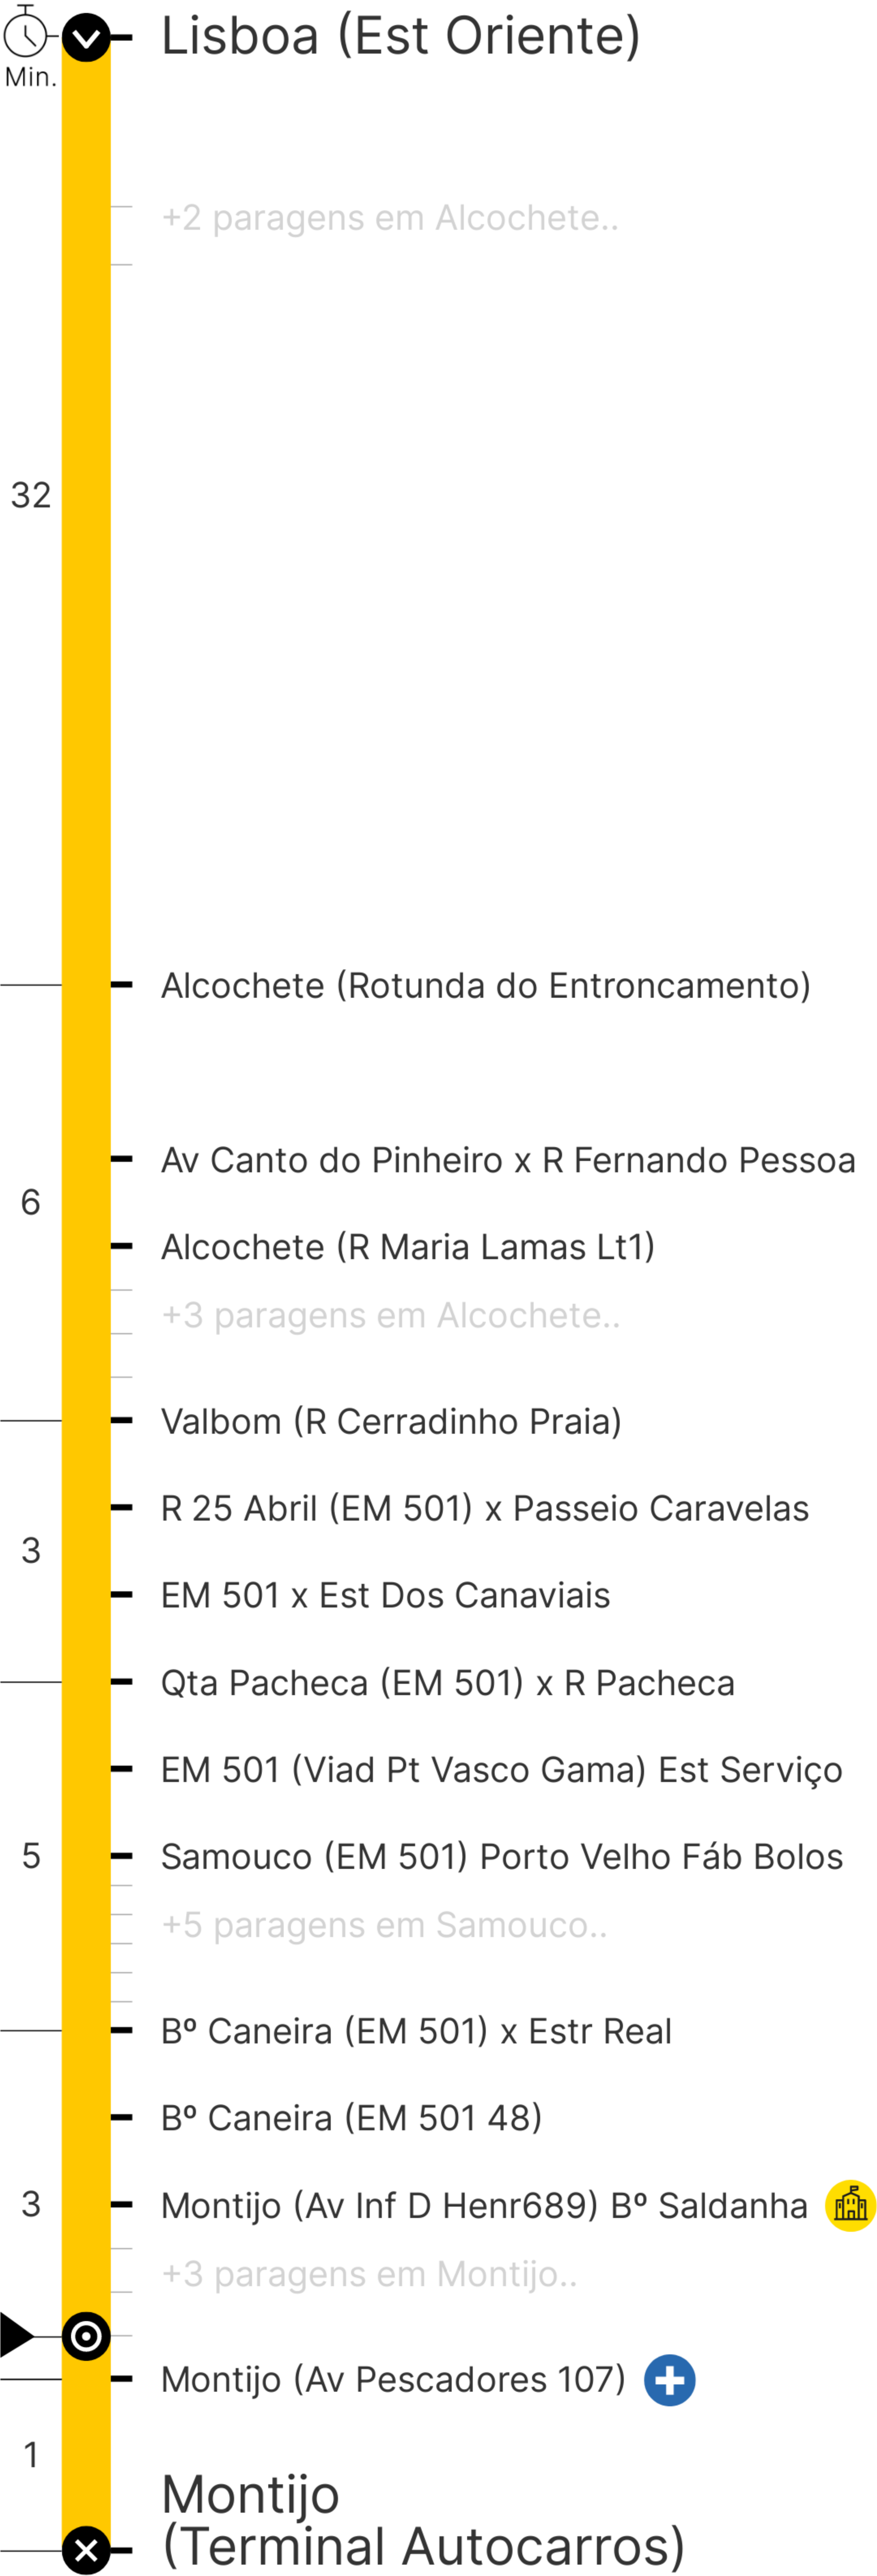 Lisboa (Est Oriente)
Min.
+2 paragens em Alcochete..
32
Alcochete (Rotunda do Entroncamento)
Av Canto do Pinheiro x R Fernando Pessoa
6
Alcochete (R Maria Lamas Lt1)
+3 paragens em Alcochete..
Valbom (R Cerradinho Praia)
R 25 Abril (EM 501) x Passeio Caravelas
3
EM 501 x Est Dos Canaviais
Qta Pacheca (EM 501) x R Pacheca
EM 501 (Viad Pt Vasco Gama) Est Serviço
5
Samouco (EM 501) Porto Velho Fáb Bolos
+5 paragens em Samouco..
Bº Caneira (EM 501) x Estr Real
Bº Caneira (EM 501 48)
3
Montijo (Av Inf D Henr689) Bº Saldanha
+3 paragens em Montijo..
Montijo (Av Pescadores 107)
1
Montijo
(Terminal Autocarros)